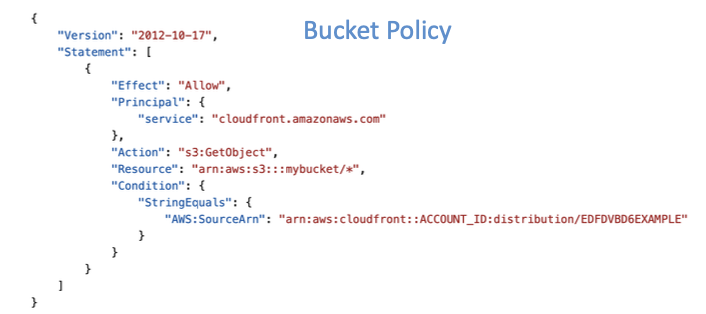 Bucket Policy
{
    "Version": "2012-10-17",
    "Statement": [
        {
            "Effect": "Allow",
            "Principal": {
                "service": "cloudfront.amazonaws.com"
            },
            "Action": "s3:GetObject",
            "Resource": "arn:aws:s3:::mybucket/*",
            "Condition": {
                "StringEquals": {
                    "AWS:SourceArn": "arn:aws:cloudfront::ACCOUNT_ID:distribution/EDFDVBD6EXAMPLE"
                }
            }
        }
    ]
}